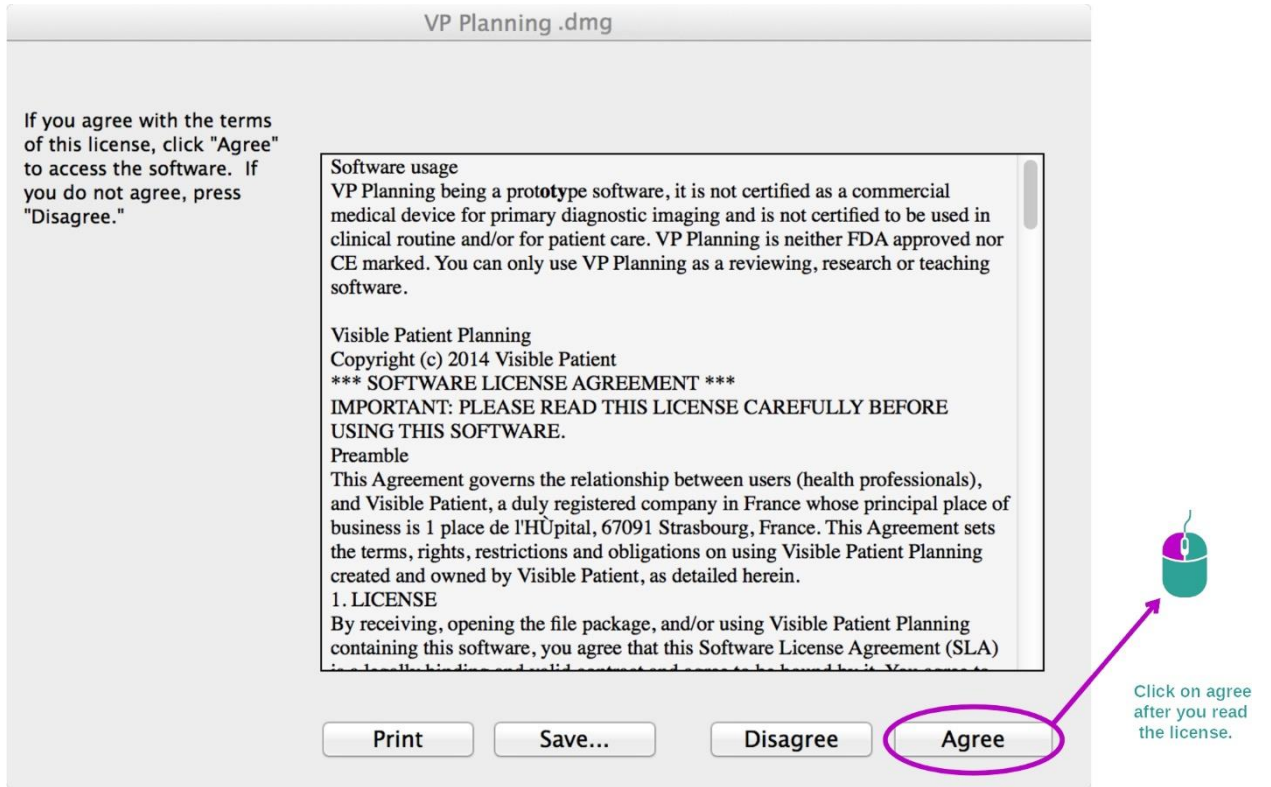 VP Planning .dmg
If you agree with the terms
of this license, click "Agree"
to access the software.  If
you do not agree, press
"Disagree."
Software usage
VP Planning being a prototype software, it is not certified as a commercial
medical device for primary diagnostic imaging and is not certified to be used in
clinical routine and/or for patient care. VP Planning is neither FDA approved nor
CE marked. You can only use VP Planning as a reviewing, research or teaching
software.
Visible Patient Planning
Copyright (c) 2014 Visible Patient
*** SOFTWARE LICENSE AGREEMENT ***
IMPORTANT: PLEASE READ THIS LICENSE CAREFULLY BEFORE
USING THIS SOFTWARE.
Preamble
This Agreement governs the relationship between users (health professionals),
and Visible Patient, a duly registered company in France whose principal place of
business is 1 place de l'HÙpital, 67091 Strasbourg, France. This Agreement sets
the terms, rights, restrictions and obligations on using Visible Patient Planning
created and owned by Visible Patient, as detailed herein.
1. LICENSE
By receiving, opening the file package, and/or using Visible Patient Planning
containing this software, you agree that this Software License Agreement (SLA)
Print
Save...
Disagree
Agree
Click on agree
after you read
the license.